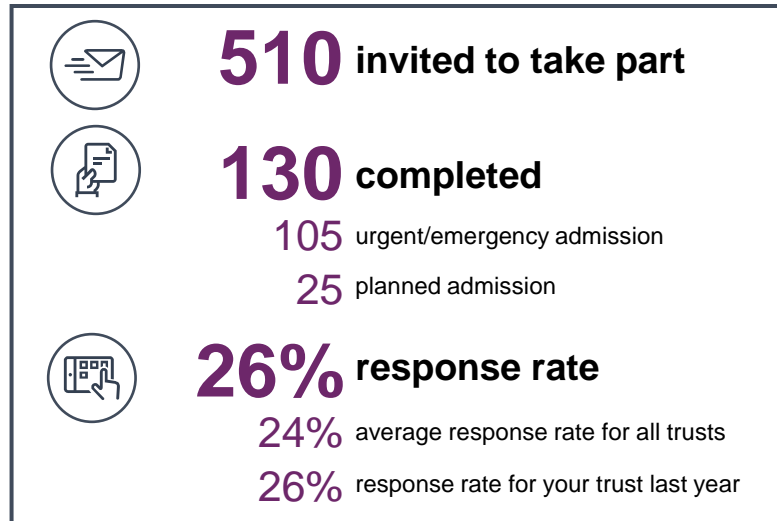 510 invited to take part
130 completed
105 urgent/emergency admission
25 planned admission
26% response rate
24% average response rate for all trusts
26% response rate for your trust last year